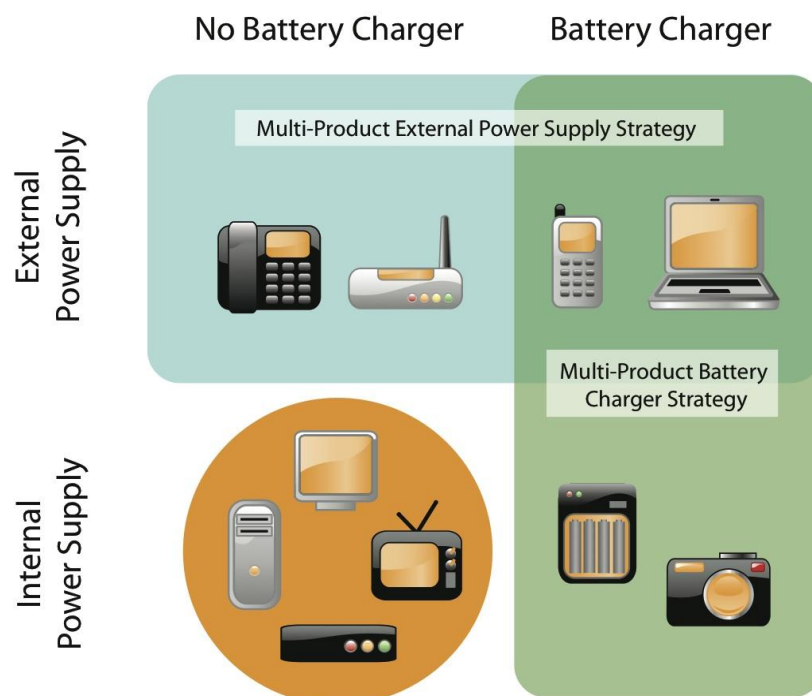 No Battery Charger
Battery Charger
External
Power Supply
Multi-Product External Power Supply Strategy
Multi-Product Battery
Charger Strategy
Internal
Power Supply